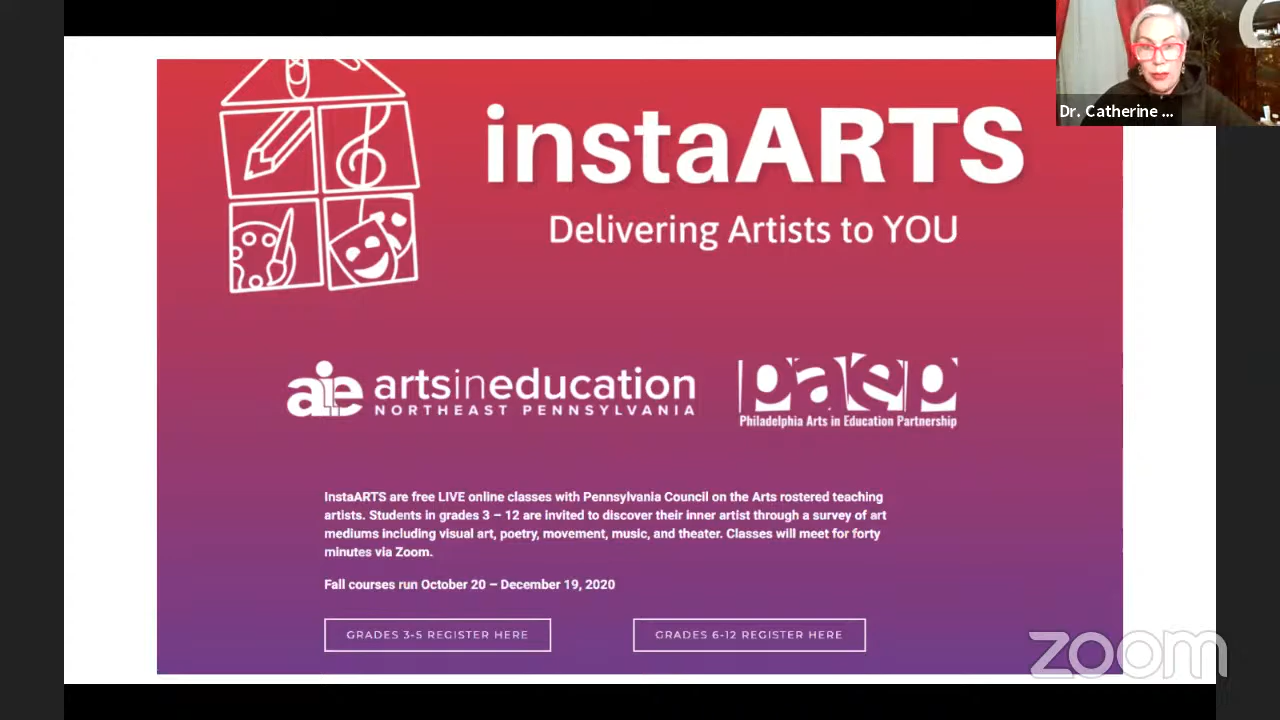 Dr. Catherine ...
instaARTS
Delivering Artists to YOU
aie artsineducation
NORTHEAST PENNSYLVANIA
paep
Philadelphia Arts in Education Partnership
InstaARTS are free LIVE online classes with Pennsylvania Council on the Arts rostered teaching
artists. Students in grades 3 – 12 are invited to discover their inner artist through a survey of art
mediums including visual art, poetry, movement, music, and theater. Classes will meet for forty
minutes via Zoom.
Fall courses run October 20 – December 19, 2020
GRADES 3-5 REGISTER HERE
GRADES 6-12 REGISTER HERE
zoom